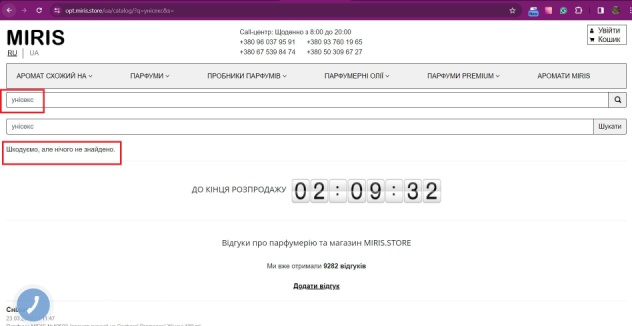 opt.miris.store/ua/catalog/?q=унісекс&s=
MIRIS
RU | UA
Call-центр: Щоденно з 8:00 до 20:00
+380 96 037 95 91 +380 93 760 19 65
+380 67 539 84 74 +380 50 309 67 27
Увійти
Кошик
АРОМАТ СХОЖИЙ НА
ПАРФУМИ
ПРОБНИКИ ПАРФУМІВ
ПАРФУМЕРНІ ОЛІЇ
ПАРФУМИ PREMIUM
АРОМАТИ MIRIS
унісекс
унісекс
Шукати
Шкодуємо, але нічого не знайдено.
ДО КІНЦЯ РОЗПРОДАЖУ 02:09:32
Відгуки про парфумерію та магазин MIRIS.STORE
Ми вже отримали 9282 відгуків
Додати відгук